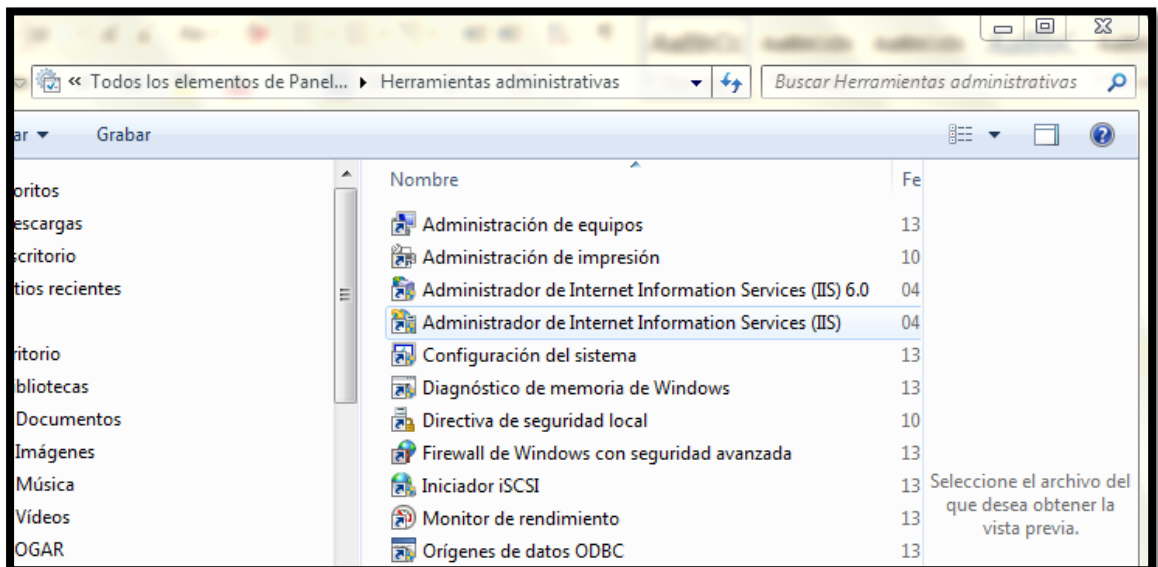 « Todos los elementos de Panel... ▸ Herramientas administrativas
Buscar Herramientas administrativas
ar Grabar
oritos
escargas
scritorio
tios recientes
ritorio
ibliotecas
Documentos
Imágenes
Música
Vídeos
OGAR
Nombre Fe
Administración de equipos 13
Administración de impresión 10
Administrador de Internet Information Services (IIS) 6.0 04
Administrador de Internet Information Services (IIS) 04
Configuración del sistema 13
Diagnóstico de memoria de Windows 13
Directiva de seguridad local 10
Firewall de Windows con seguridad avanzada 13
Iniciador iSCSI 13
Monitor de rendimiento 13
Orígenes de datos ODBC 13
Seleccione el archivo del
que desea obtener la
vista previa.